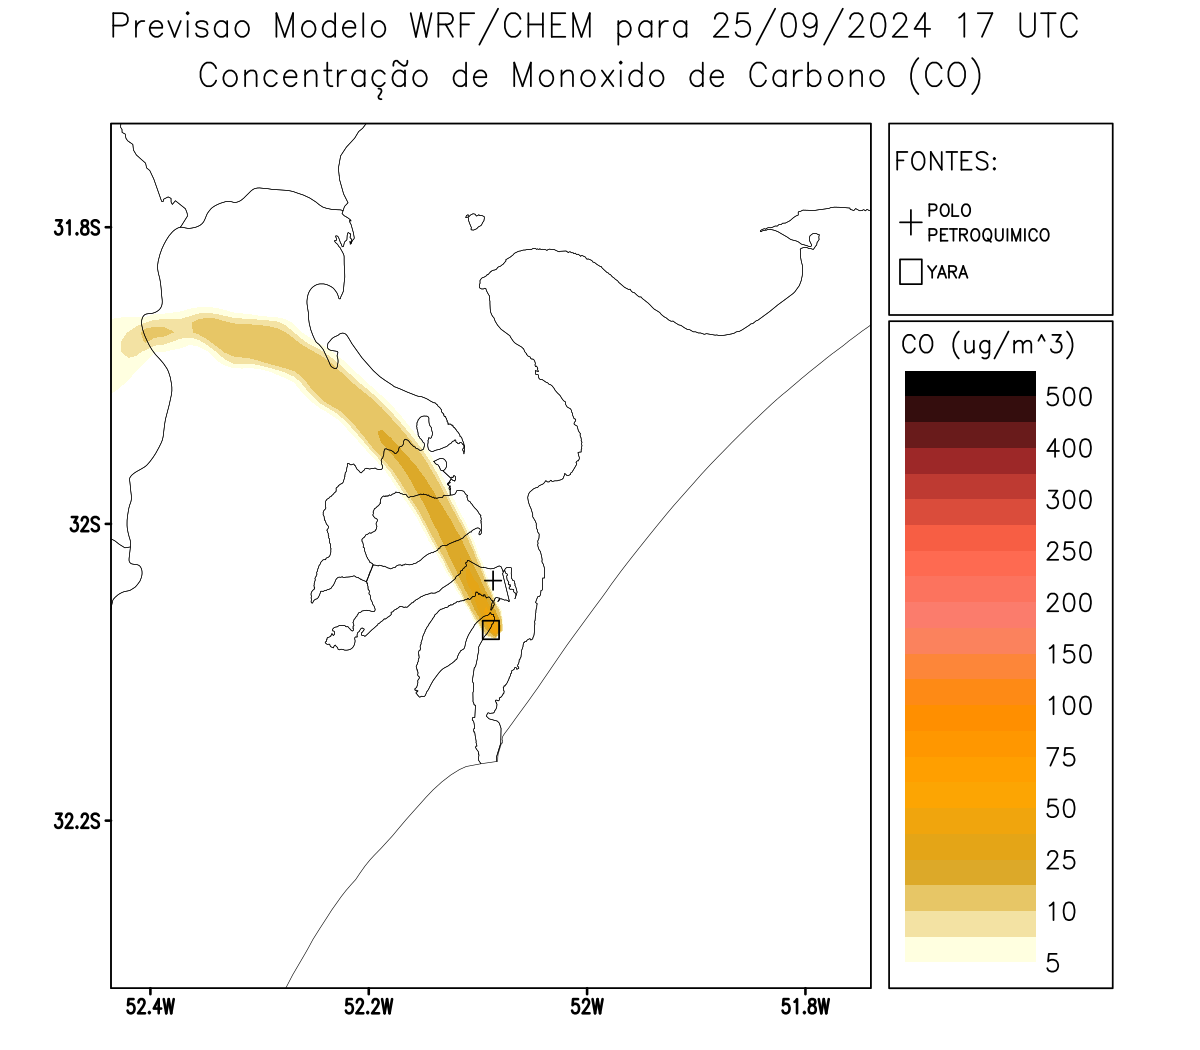 Previsao Modelo WRF/CHEM para 25/09/2024 17 UTC
Concentração de Monoxido de Carbono (CO)
FONTES:
POLO
PETROQUIMICO
YARA
CO (ug/m^3)
500
400
300
250
200
150
100
75
50
25
10
5
31.8S
32S
32.2S
52.4W
52.2W
52W
51.8W